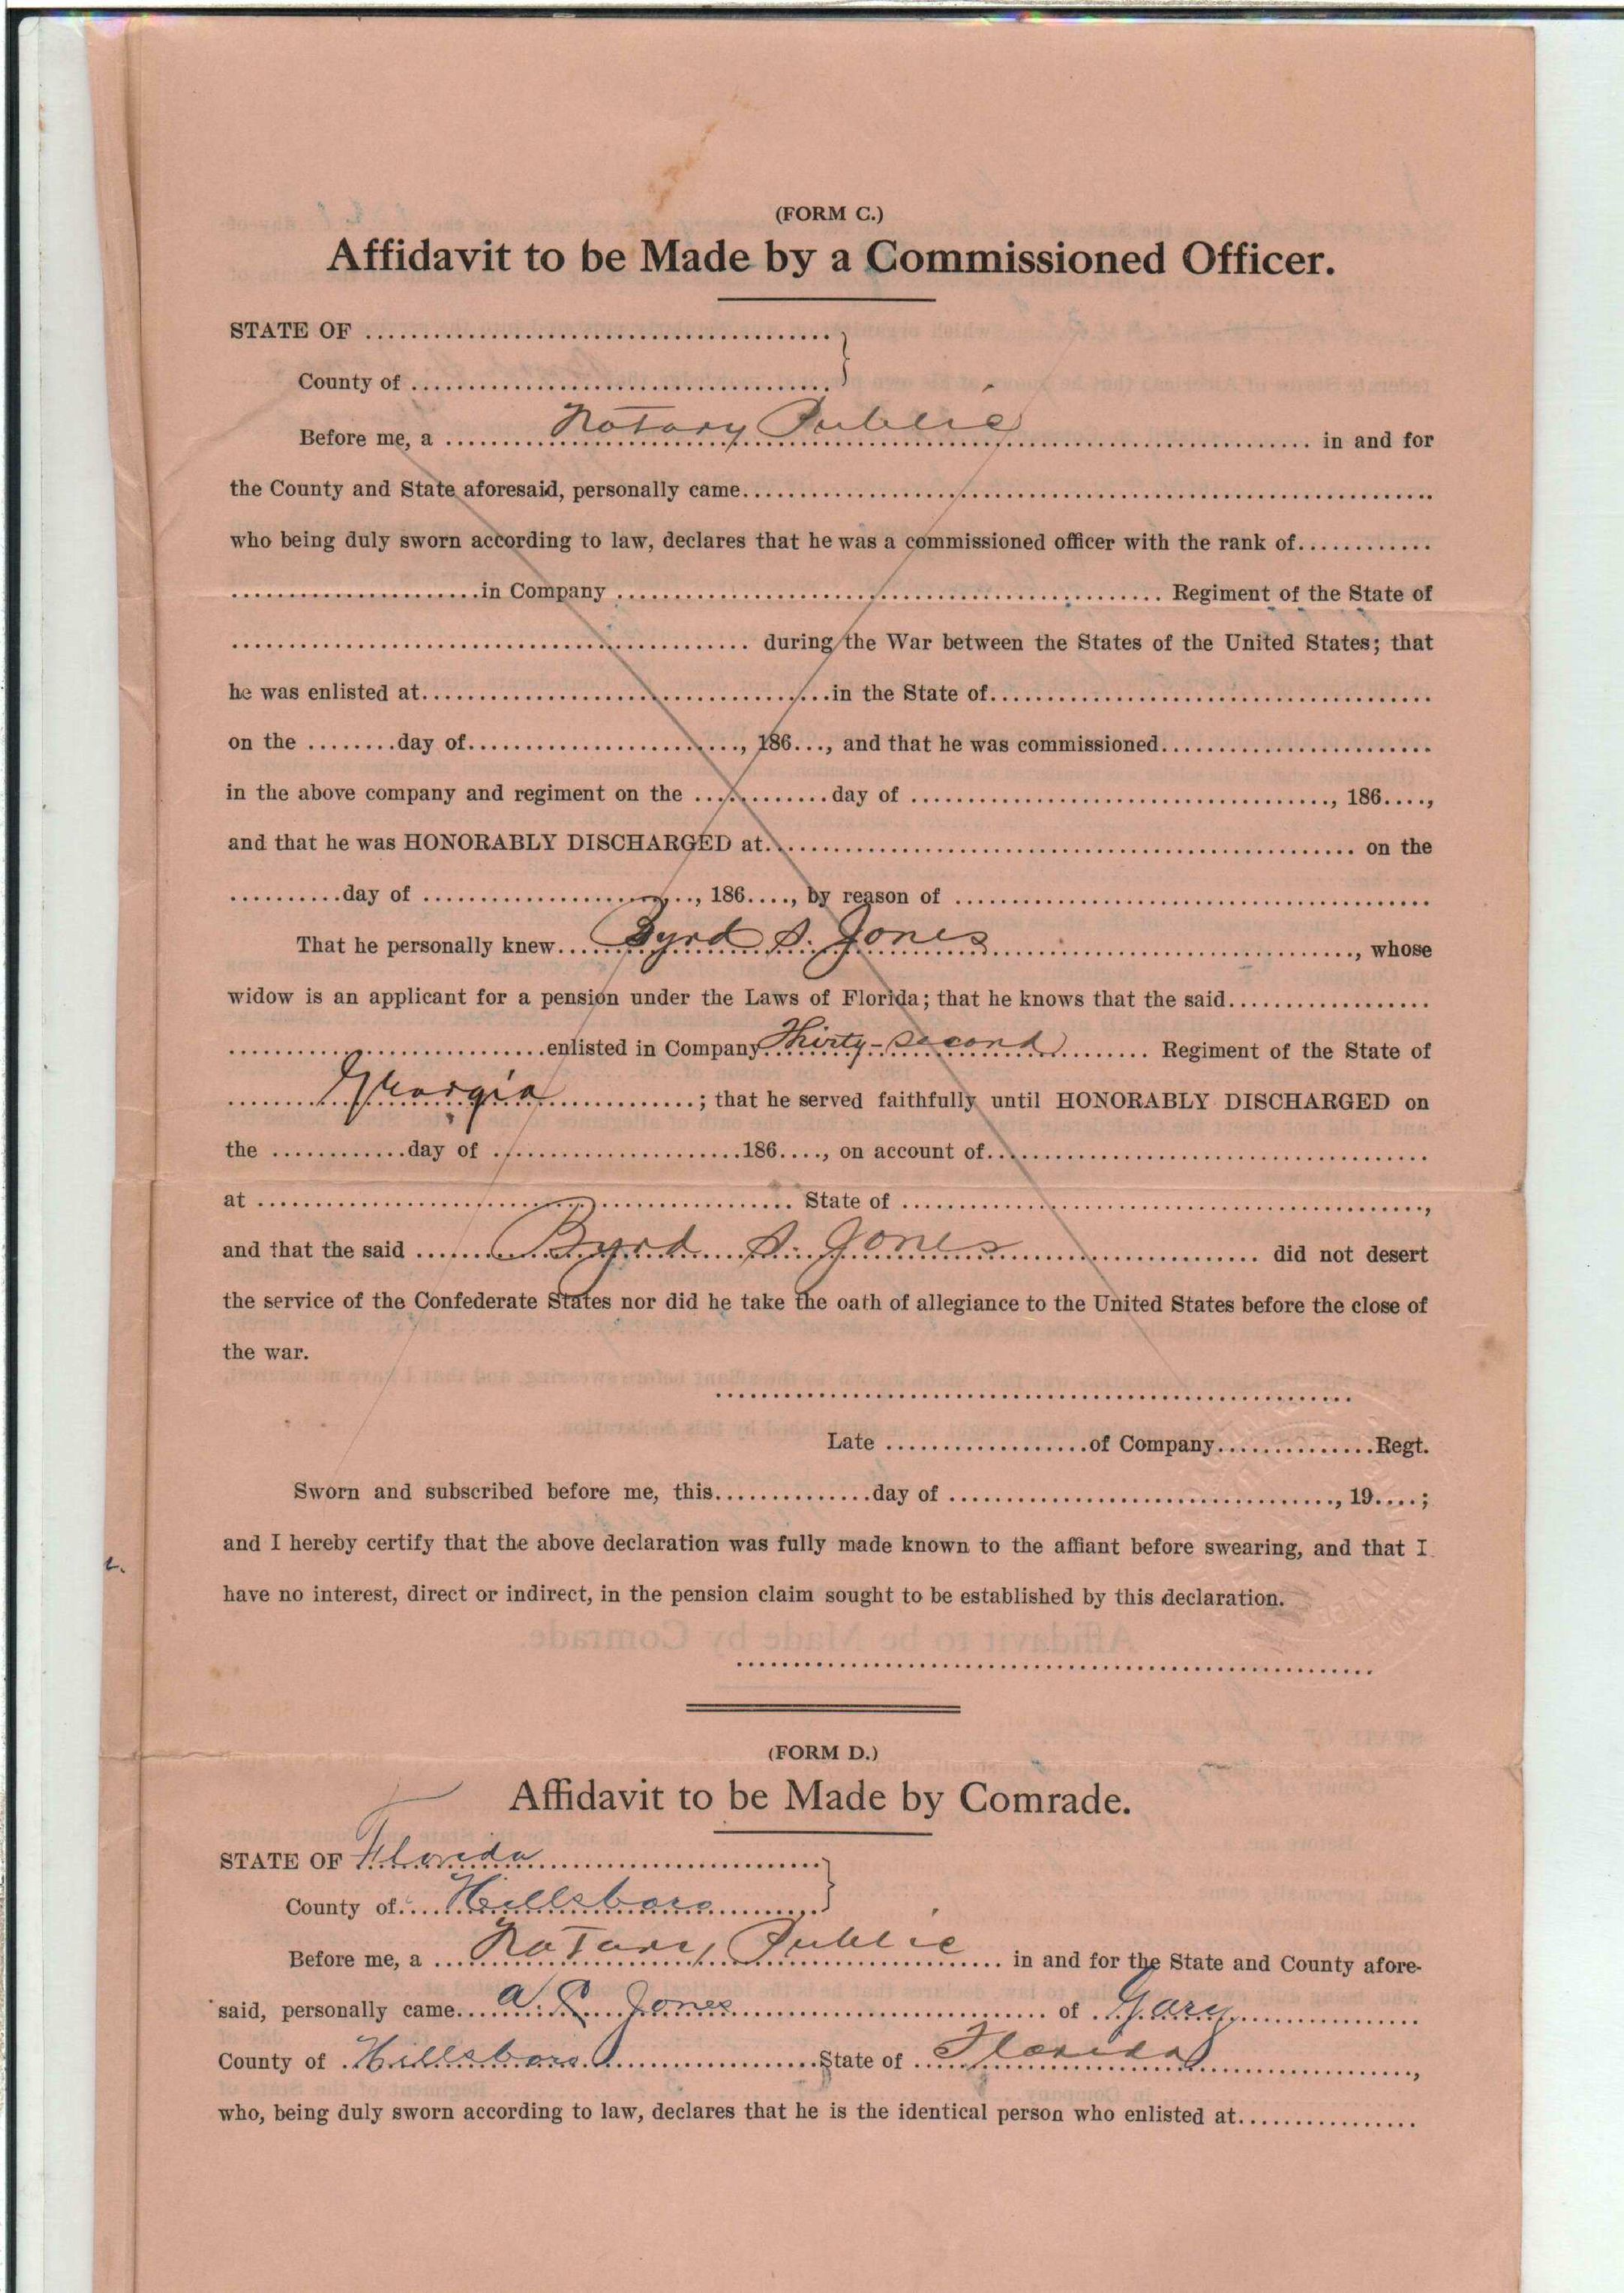 (FORM C.)
Affidavit to be Made by a Commissioned Officer.
STATE OF
County of
Before me, a Notary Public in and for
the County and State aforesaid, personally came
who being duly sworn according to law, declares that he was a commissioned officer with the rank of
in Company Regiment of the State of
during the War between the States of the United States; that
he was enlisted at in the State of
on the day of , 186..., and that he was commissioned
in the above company and regiment on the day of , 186....,
and that he was HONORABLY DISCHARGED at on the
day of , 186...., by reason of
That he personally knew Byrd S. Jones , whose
widow is an applicant for a pension under the Laws of Florida; that he knows that the said
enlisted in Company Thirty-second Regiment of the State of
Georgia ; that he served faithfully until HONORABLY DISCHARGED on
the day of 186...., on account of
at State of ,
and that the said Byrd S. Jones did not desert
the service of the Confederate States nor did he take the oath of allegiance to the United States before the close of
the war.
Late of Company Regt.
Sworn and subscribed before me, this day of , 19....;
and I hereby certify that the above declaration was fully made known to the affiant before swearing, and that I
have no interest, direct or indirect, in the pension claim sought to be established by this declaration.
(FORM D.)
Affidavit to be Made by Comrade.
STATE OF Florida
County of Hillsboro
Before me, a Notary Public in and for the State and County afore-
said, personally came Jones of Gary
County of Hillsboro State of Florida ,
who, being duly sworn according to law, declares that he is the identical person who enlisted at